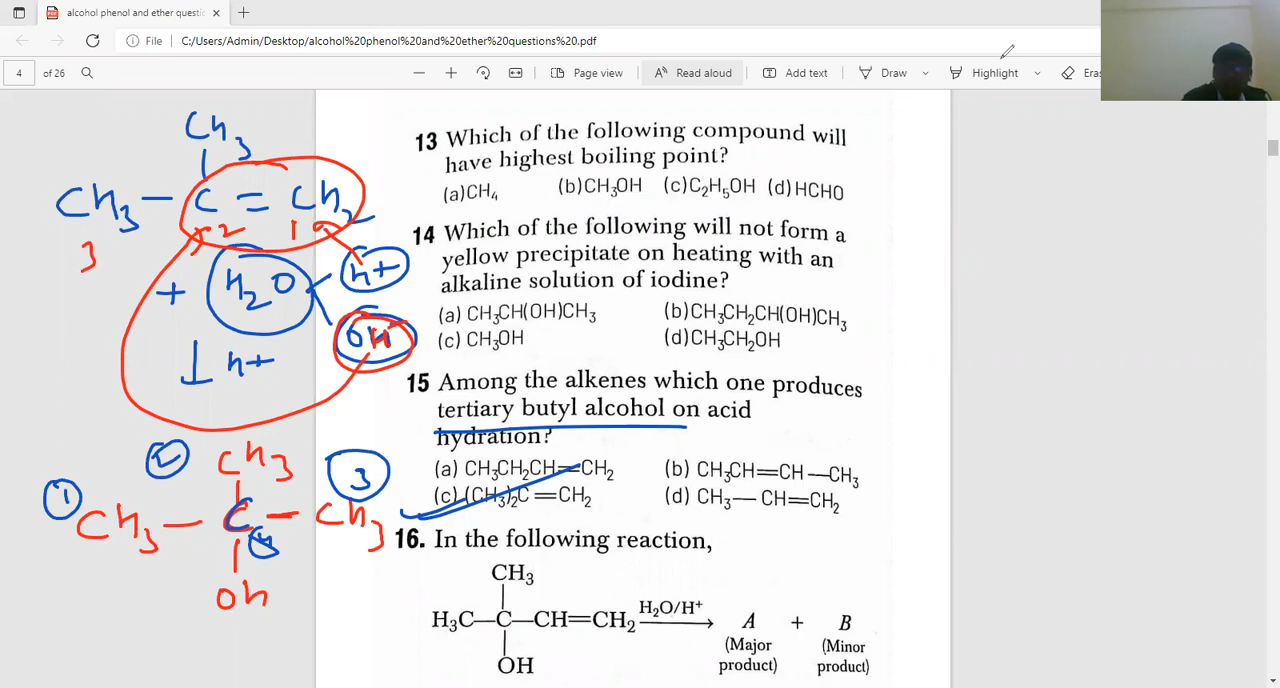 alcohol phenol and ether questi
File C:/Users/Admin/Desktop/alcohol%20phenol%20and%20ether%20questions%20.pdf
4 of 26 Page view Read aloud Add text Draw Highlight Eras
13 Which of the following compound will
have highest boiling point?
(a) CH₄ (b) CH₃OH (c) C₂H₅OH (d) HCHO
14 Which of the following will not form a
yellow precipitate on heating with an
alkaline solution of iodine?
(a) CH₃CH(OH)CH₃ (b) CH₃CH₂CH(OH)CH₃
(c) CH₃OH (d) CH₃CH₂OH
15 Among the alkenes which one produces
tertiary butyl alcohol on acid
hydration?
(a) CH₃CH₂CH=CH₂ (b) CH₃CH=CH—CH₃
(c) (CH₃)₂C=CH₂ (d) CH₃—CH=CH₂
16. In the following reaction,
CH₃
H₃C—C—CH=CH₂ H₂O/H⁺ A + B
OH
(Major product) (Minor product)
CH₃
CH₃ — C = CH₂
3 2 1
+ H₂O H+
OH⁻
↓ H+
2 CH₃ 3
1 CH₃ — C — CH₃
4
OH